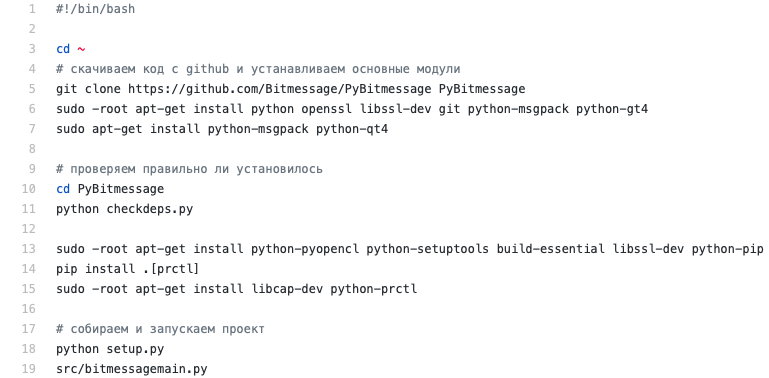 1 #!/bin/bash
2
3 cd ~
4 # скачиваем код с github и устанавливаем основные модули
5 git clone https://github.com/Bitmessage/PyBitmessage PyBitmessage
6 sudo -root apt-get install python openssl libssl-dev git python-msgpack python-gt4
7 sudo apt-get install python-msgpack python-qt4
8
9 # проверяем правильно ли установилось
10 cd PyBitmessage
11 python checkdeps.py
12
13 sudo -root apt-get install python-pyopencl python-setuptools build-essential libssl-dev python-pip
14 pip install .[prctl]
15 sudo -root apt-get install libcap-dev python-prctl
16
17 # собираем и запускаем проект
18 python setup.py
19 src/bitmessagemain.py